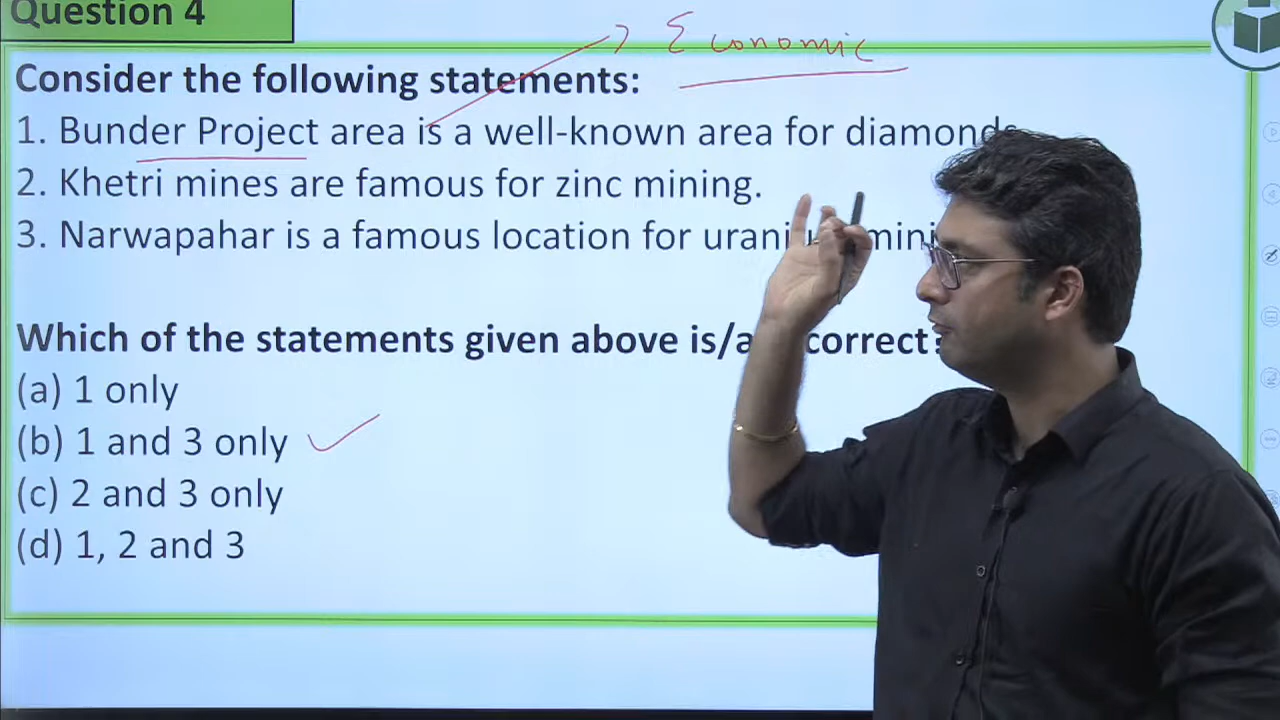 Question 4
Economic
Consider the following statements:
1. Bunder Project area is a well-known area for diamonds
2. Khetri mines are famous for zinc mining.
3. Narwapahar is a famous location for
Which of the statements given above is/a correct?
(a) 1 only
(b) 1 and 3 only
(c) 2 and 3 only
(d) 1, 2 and 3